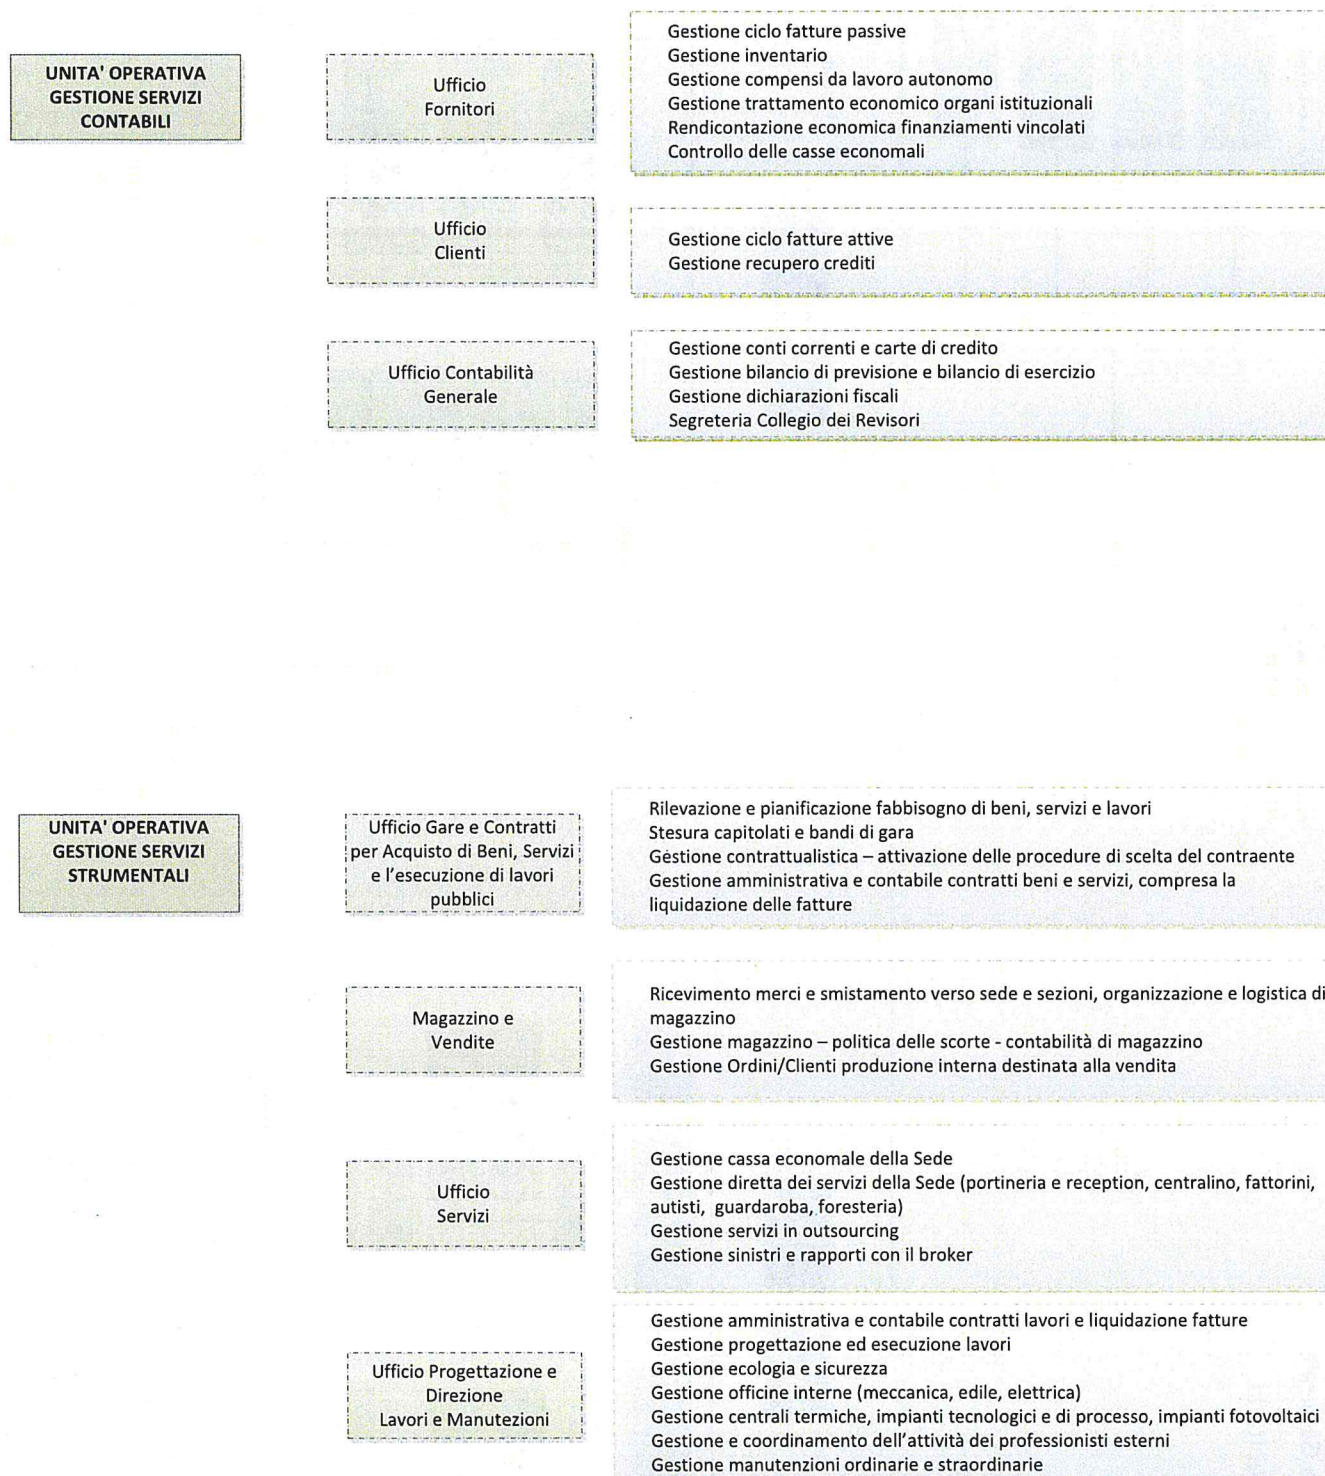 UNITA' OPERATIVA
GESTIONE SERVIZI
CONTABILI
Ufficio
Fornitori
Gestione ciclo fatture passive
Gestione inventario
Gestione compensi da lavoro autonomo
Gestione trattamento economico organi istituzionali
Rendicontazione economica finanziamenti vincolati
Controllo delle casse economali
Ufficio
Clienti
Gestione ciclo fatture attive
Gestione recupero crediti
Ufficio Contabilità
Generale
Gestione conti correnti e carte di credito
Gestione bilancio di previsione e bilancio di esercizio
Gestione dichiarazioni fiscali
Segreteria Collegio dei Revisori
UNITA' OPERATIVA
GESTIONE SERVIZI
STRUMENTALI
Ufficio Gare e Contratti
per Acquisto di Beni, Servizi
e l'esecuzione di lavori
pubblici
Rilevazione e pianificazione fabbisogno di beni, servizi e lavori
Stesura capitolati e bandi di gara
Gestione contrattualistica – attivazione delle procedure di scelta del contraente
Gestione amministrativa e contabile contratti beni e servizi, compresa la
liquidazione delle fatture
Magazzino e
Vendite
Ricevimento merci e smistamento verso sede e sezioni, organizzazione e logistica di
magazzino
Gestione magazzino – politica delle scorte - contabilità di magazzino
Gestione Ordini/Clienti produzione interna destinata alla vendita
Ufficio
Servizi
Gestione cassa economale della Sede
Gestione diretta dei servizi della Sede (portineria e reception, centralino, fattorini,
autisti, guardaroba, foresteria)
Gestione servizi in outsourcing
Gestione sinistri e rapporti con il broker
Ufficio Progettazione e
Direzione
Lavori e Manutezioni
Gestione amministrativa e contabile contratti lavori e liquidazione fatture
Gestione progettazione ed esecuzione lavori
Gestione ecologia e sicurezza
Gestione officine interne (meccanica, edile, elettrica)
Gestione centrali termiche, impianti tecnologici e di processo, impianti fotovoltaici
Gestione e coordinamento dell'attività dei professionisti esterni
Gestione manutenzioni ordinarie e straordinarie